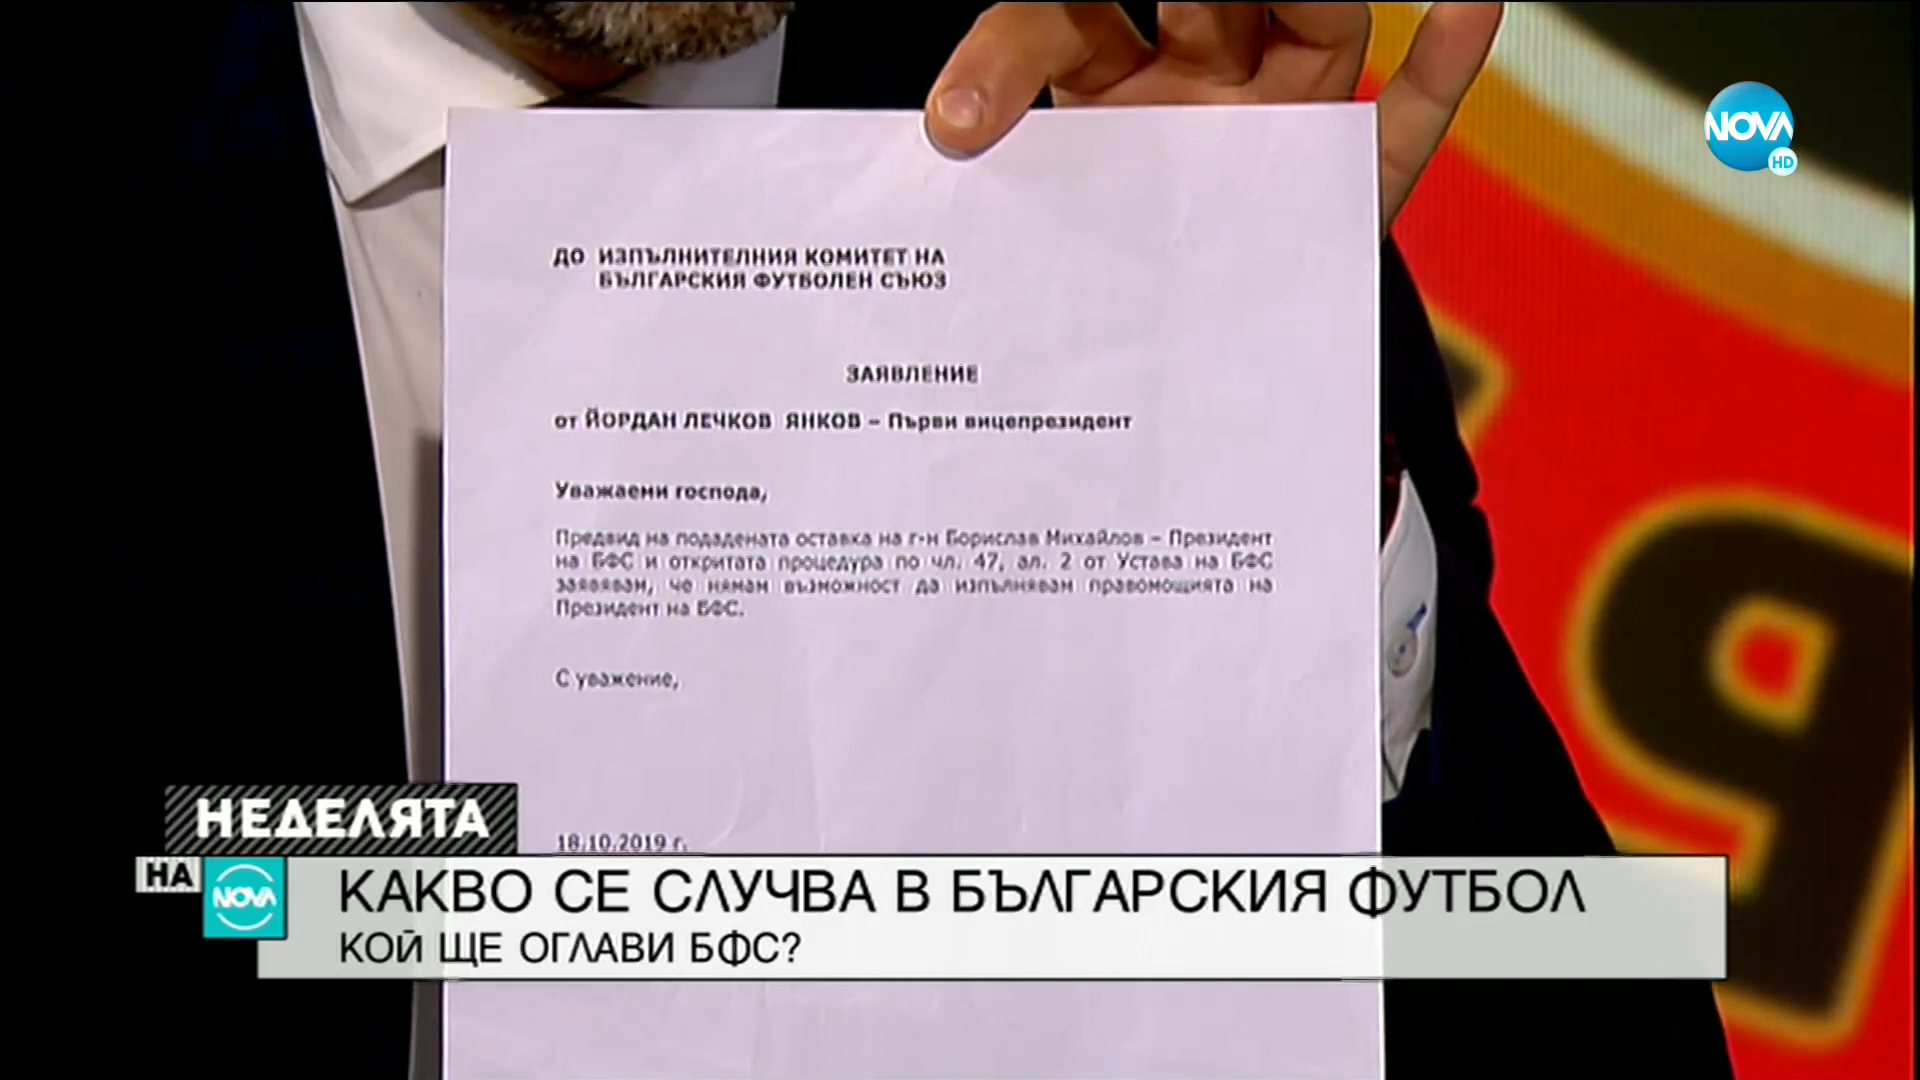 NOVA
HD
ДО ИЗПЪЛНИТЕЛНИЯ КОМИТЕТ НА
БЪЛГАРСКИЯ ФУТБОЛЕН СЪЮЗ
ЗАЯВЛЕНИЕ
от ЙОРДАН ЛЕЧКОВ ЯНКОВ – Първи вицепрезидент
Уважаеми господа,
Предвид на подадената оставка на г-н Борислав Михайлов – Президент
на БФС и откритата процедура по чл. 47, ал. 2 от Устава на БФС
заявявам, че нямам възможност да изпълнявам правомощията на
Президент на БФС.
С уважение,
18.10.2019 г.
НЕДЕЛЯТА
НА NOVA
КАКВО СЕ СЛУЧВА В БЪЛГАРСКИЯ ФУТБОЛ
КОЙ ЩЕ ОГЛАВИ БФС?